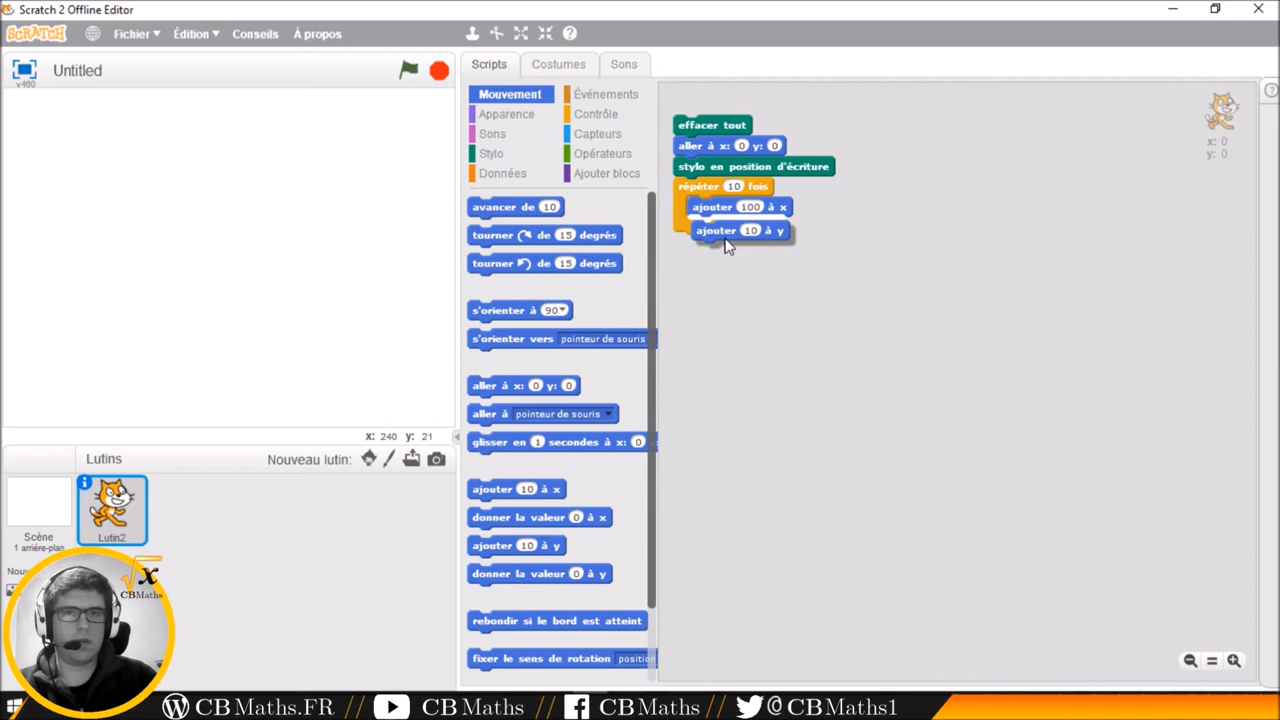 Scratch 2 Offline Editor
SCRATCH Fichier Édition Conseils À propos
v460 Untitled
Scripts Costumes Sons
Mouvement Événements
Apparence Contrôle
Sons Capteurs
Stylo Opérateurs
Données Ajouter blocs
avancer de 10
tourner de 15 degrés
tourner de 15 degrés
s'orienter à 90
s'orienter vers pointeur de souris
aller à x: 0 y: 0
aller à pointeur de souris
glisser en 1 secondes à x: 0
ajouter 10 à x
donner la valeur 0 à x
ajouter 10 à y
donner la valeur 0 à y
rebondir si le bord est atteint
fixer le sens de rotation position
effacer tout
aller à x: 0 y: 0
stylo en position d'écriture
répéter 10 fois
ajouter 100 à x
ajouter 10 à y
x: 0
y: 0
x: 240 y: 21
Lutins Nouveau lutin:
Scène
1 arrière-plan
Lutin2
√x
CBMaths
CBMaths.FR // CBMaths // CBMaths // @CBMaths1